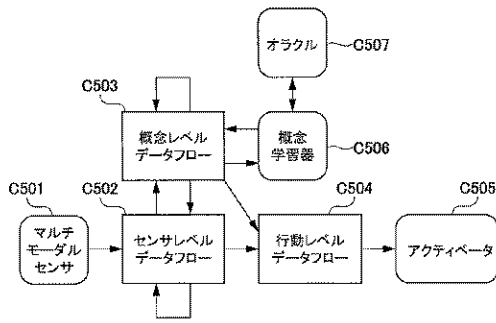 オラクル
C507
C503
概念レベル
データフロー
概念
学習器
C506
C501
C502
C504
C505
マルチ
モーダル
センサ
センサレベル
データフロー
行動レベル
データフロー
アクティベータ